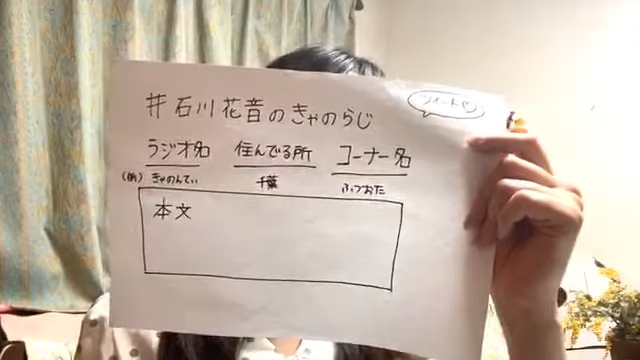 #石川花音のきゃのらじ
ツイートやん
ラジオ名 住んでる所 コーナー名
(例) きゃのんてぃ 千葉 ふつおた
本文